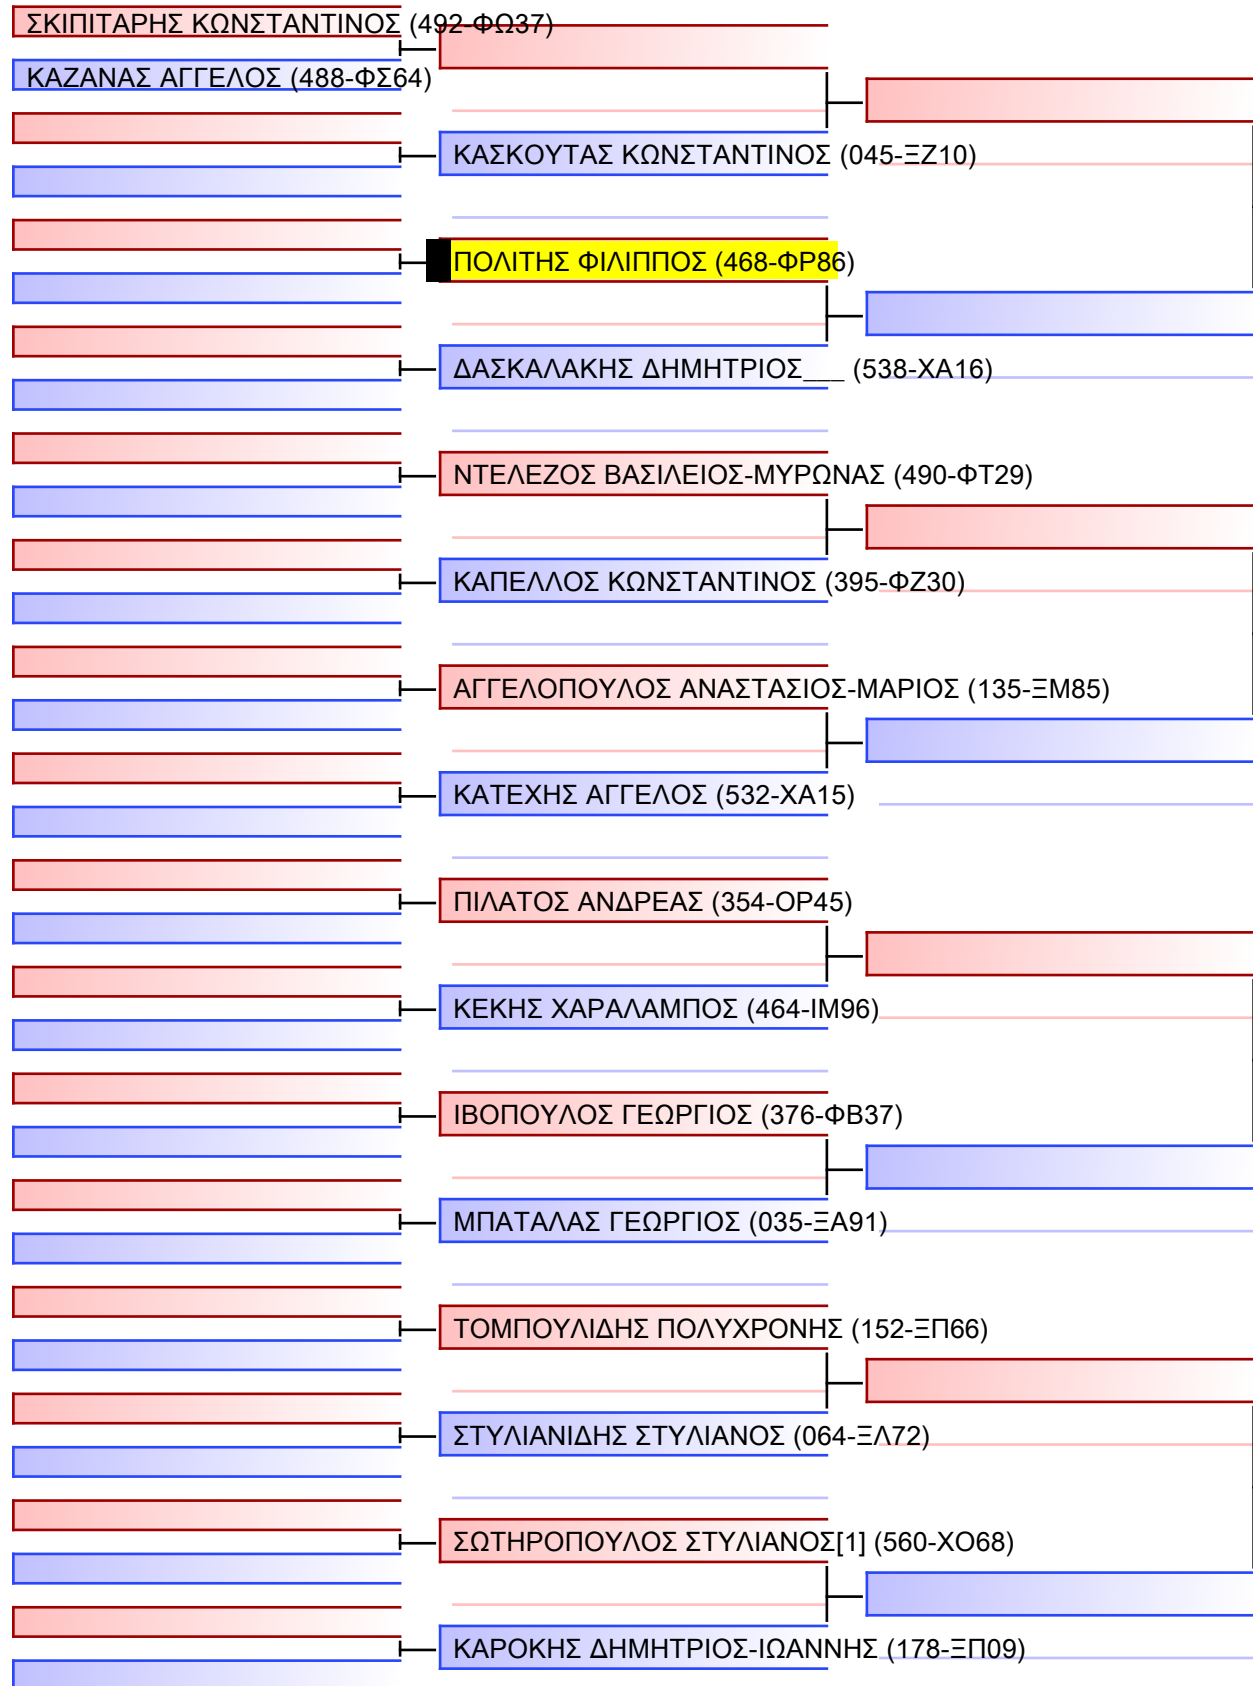 ΣΚΙΠΙΤΑΡΗΣ ΚΩΝΣΤΑΝΤΙΝΟΣ (492-ΦΩ37)
ΚΑΖΑΝΑΣ ΑΓΓΕΛΟΣ (488-ΦΣ64)
ΚΑΣΚΟΥΤΑΣ ΚΩΝΣΤΑΝΤΙΝΟΣ (045-ΞΖ10)
ΠΟΛΙΤΗΣ ΦΙΛΙΠΠΟΣ (468-ΦΡ86)
ΔΑΣΚΑΛΑΚΗΣ ΔΗΜΗΤΡΙΟΣ___ (538-ΧΑ16)
ΝΤΕΛΕΖΟΣ ΒΑΣΙΛΕΙΟΣ-ΜΥΡΩΝΑΣ (490-ΦΤ29)
ΚΑΠΕΛΛΟΣ ΚΩΝΣΤΑΝΤΙΝΟΣ (395-ΦΖ30)
ΑΓΓΕΛΟΠΟΥΛΟΣ ΑΝΑΣΤΑΣΙΟΣ-ΜΑΡΙΟΣ (135-ΞΜ85)
ΚΑΤΕΧΗΣ ΑΓΓΕΛΟΣ (532-ΧΑ15)
ΠΙΛΑΤΟΣ ΑΝΔΡΕΑΣ (354-ΟΡ45)
ΚΕΚΗΣ ΧΑΡΑΛΑΜΠΟΣ (464-ΙΜ96)
ΙΒΟΠΟΥΛΟΣ ΓΕΩΡΓΙΟΣ (376-ΦΒ37)
ΜΠΑΤΑΛΑΣ ΓΕΩΡΓΙΟΣ (035-ΞΑ91)
ΤΟΜΠΟΥΛΙΔΗΣ ΠΟΛΥΧΡΟΝΗΣ (152-ΞΠ66)
ΣΤΥΛΙΑΝΙΔΗΣ ΣΤΥΛΙΑΝΟΣ (064-ΞΛ72)
ΣΩΤΗΡΟΠΟΥΛΟΣ ΣΤΥΛΙΑΝΟΣ[1] (560-ΧΟ68)
ΚΑΡΟΚΗΣ ΔΗΜΗΤΡΙΟΣ-ΙΩΑΝΝΗΣ (178-ΞΠ09)